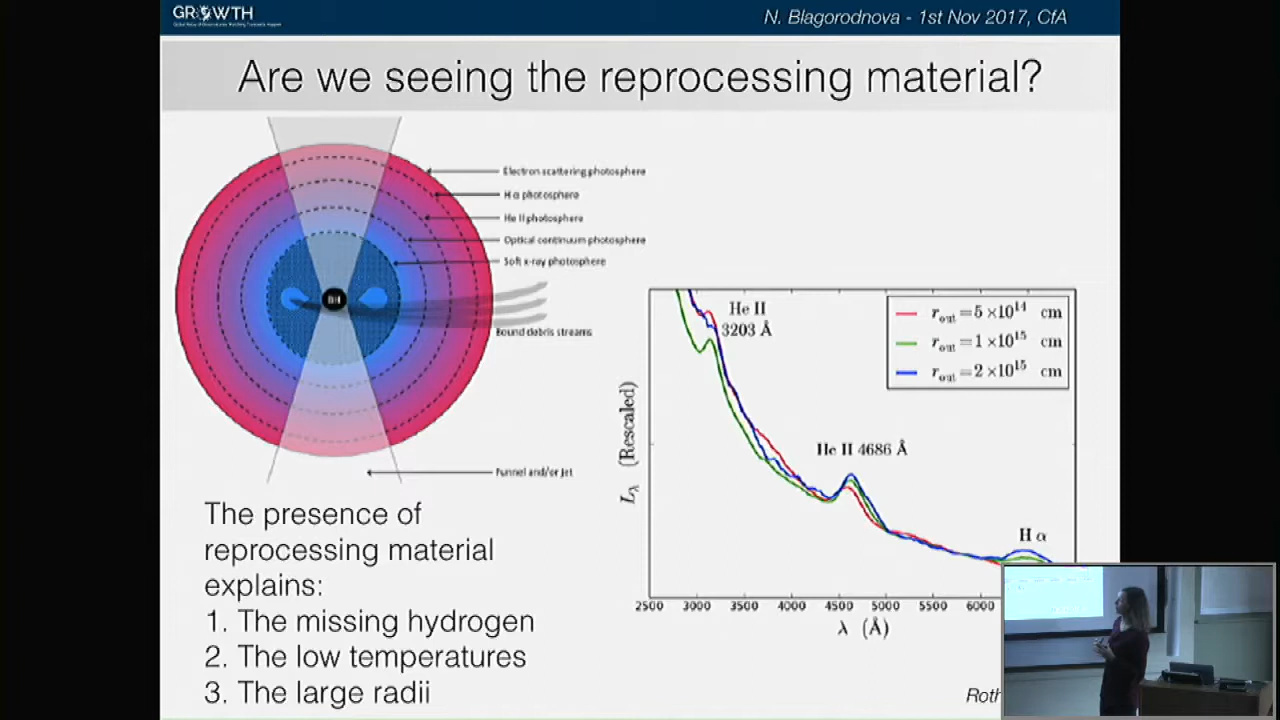 GROWTH
N. Blagorodnova - 1st Nov 2017, CfA
Are we seeing the reprocessing material?
Electron scattering photosphere
H α photosphere
He II photosphere
Optical continuum photosphere
Soft x-ray photosphere
BH
Bound debris streams
Funnel and/or Jet
The presence of
reprocessing material
explains:
1. The missing hydrogen
2. The low temperatures
3. The large radii
He II
3203 Å
r_out = 5 ×10^14 cm
r_out = 1 ×10^15 cm
r_out = 2 ×10^15 cm
He II 4686 Å
H α
L_λ (Rescaled)
2500 3000 3500 4000 4500 5000 5500 6000
λ (Å)
Roth